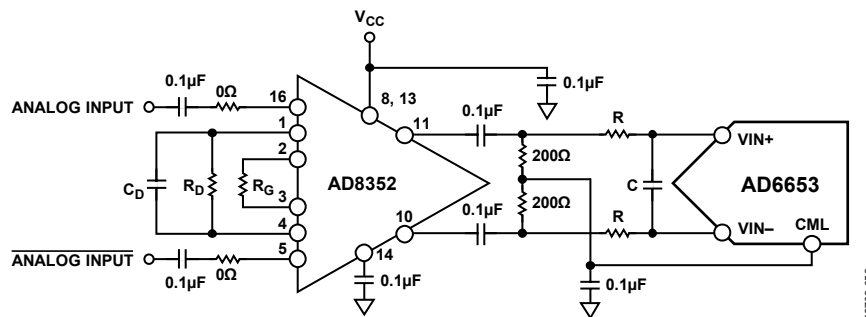 VCC
0.1µF
0Ω
0.1µF
ANALOG INPUT
16
8, 13
0.1µF
R
1
11
VIN+
2
200Ω
CD
RD
RG
AD8352
C
AD6653
3
200Ω
0.1µF
4
10
R
VIN–
CML
ANALOG INPUT
5
14
0.1µF
0Ω
0.1µF
0.1µF